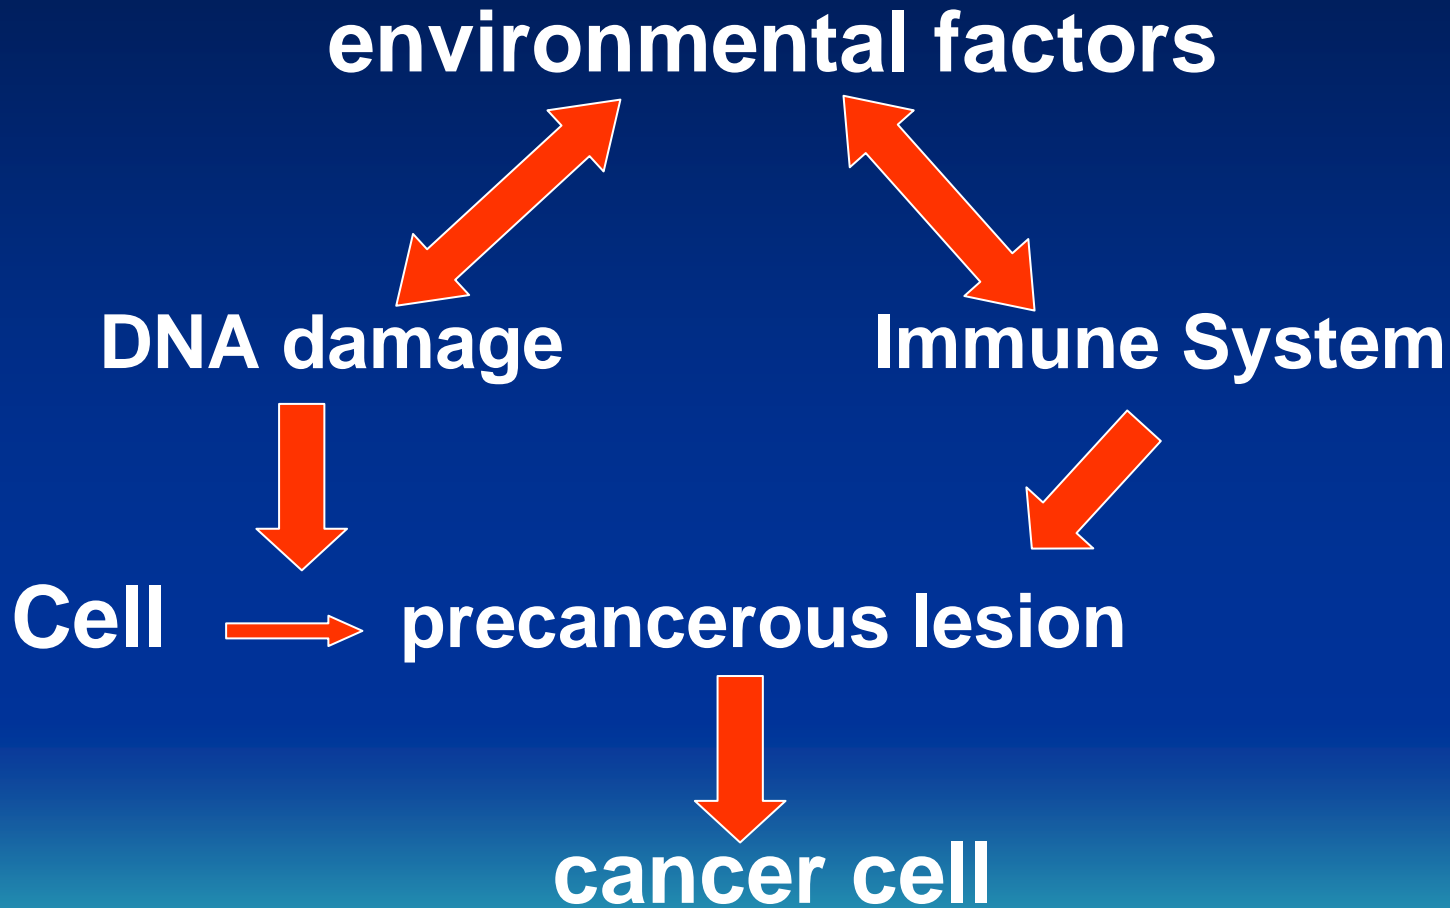 environmental factors
DNA damage
Immune System
Cell
precancerous lesion
cancer cell